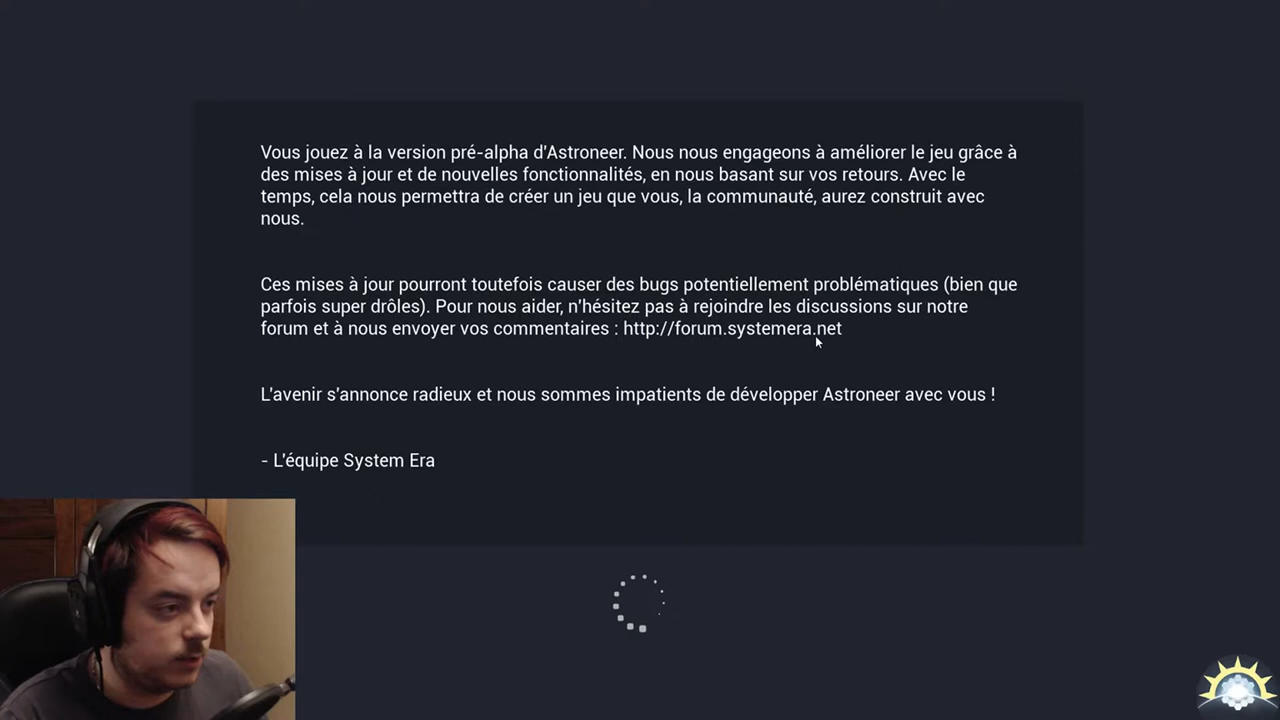 Vous jouez à la version pré-alpha d'Astroneer. Nous nous engageons à améliorer le jeu grâce à
des mises à jour et de nouvelles fonctionnalités, en nous basant sur vos retours. Avec le
temps, cela nous permettra de créer un jeu que vous, la communauté, aurez construit avec
nous.
Ces mises à jour pourront toutefois causer des bugs potentiellement problématiques (bien que
parfois super drôles). Pour nous aider, n'hésitez pas à rejoindre les discussions sur notre
forum et à nous envoyer vos commentaires : http://forum.systemera.net
L'avenir s'annonce radieux et nous sommes impatients de développer Astroneer avec vous !
- L'équipe System Era